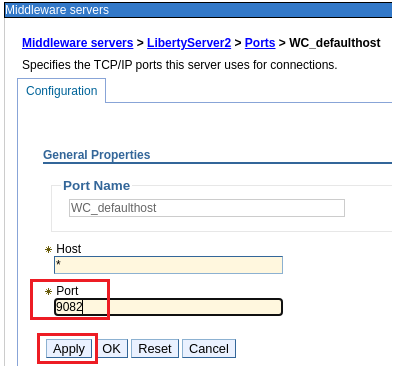 Middleware servers
Middleware servers > LibertyServer2 > Ports > WC_defaulthost
Specifies the TCP/IP ports this server uses for connections.
Configuration
General Properties
Port Name
WC_defaulthost
* Host
*
* Port
9082
Apply OK Reset Cancel